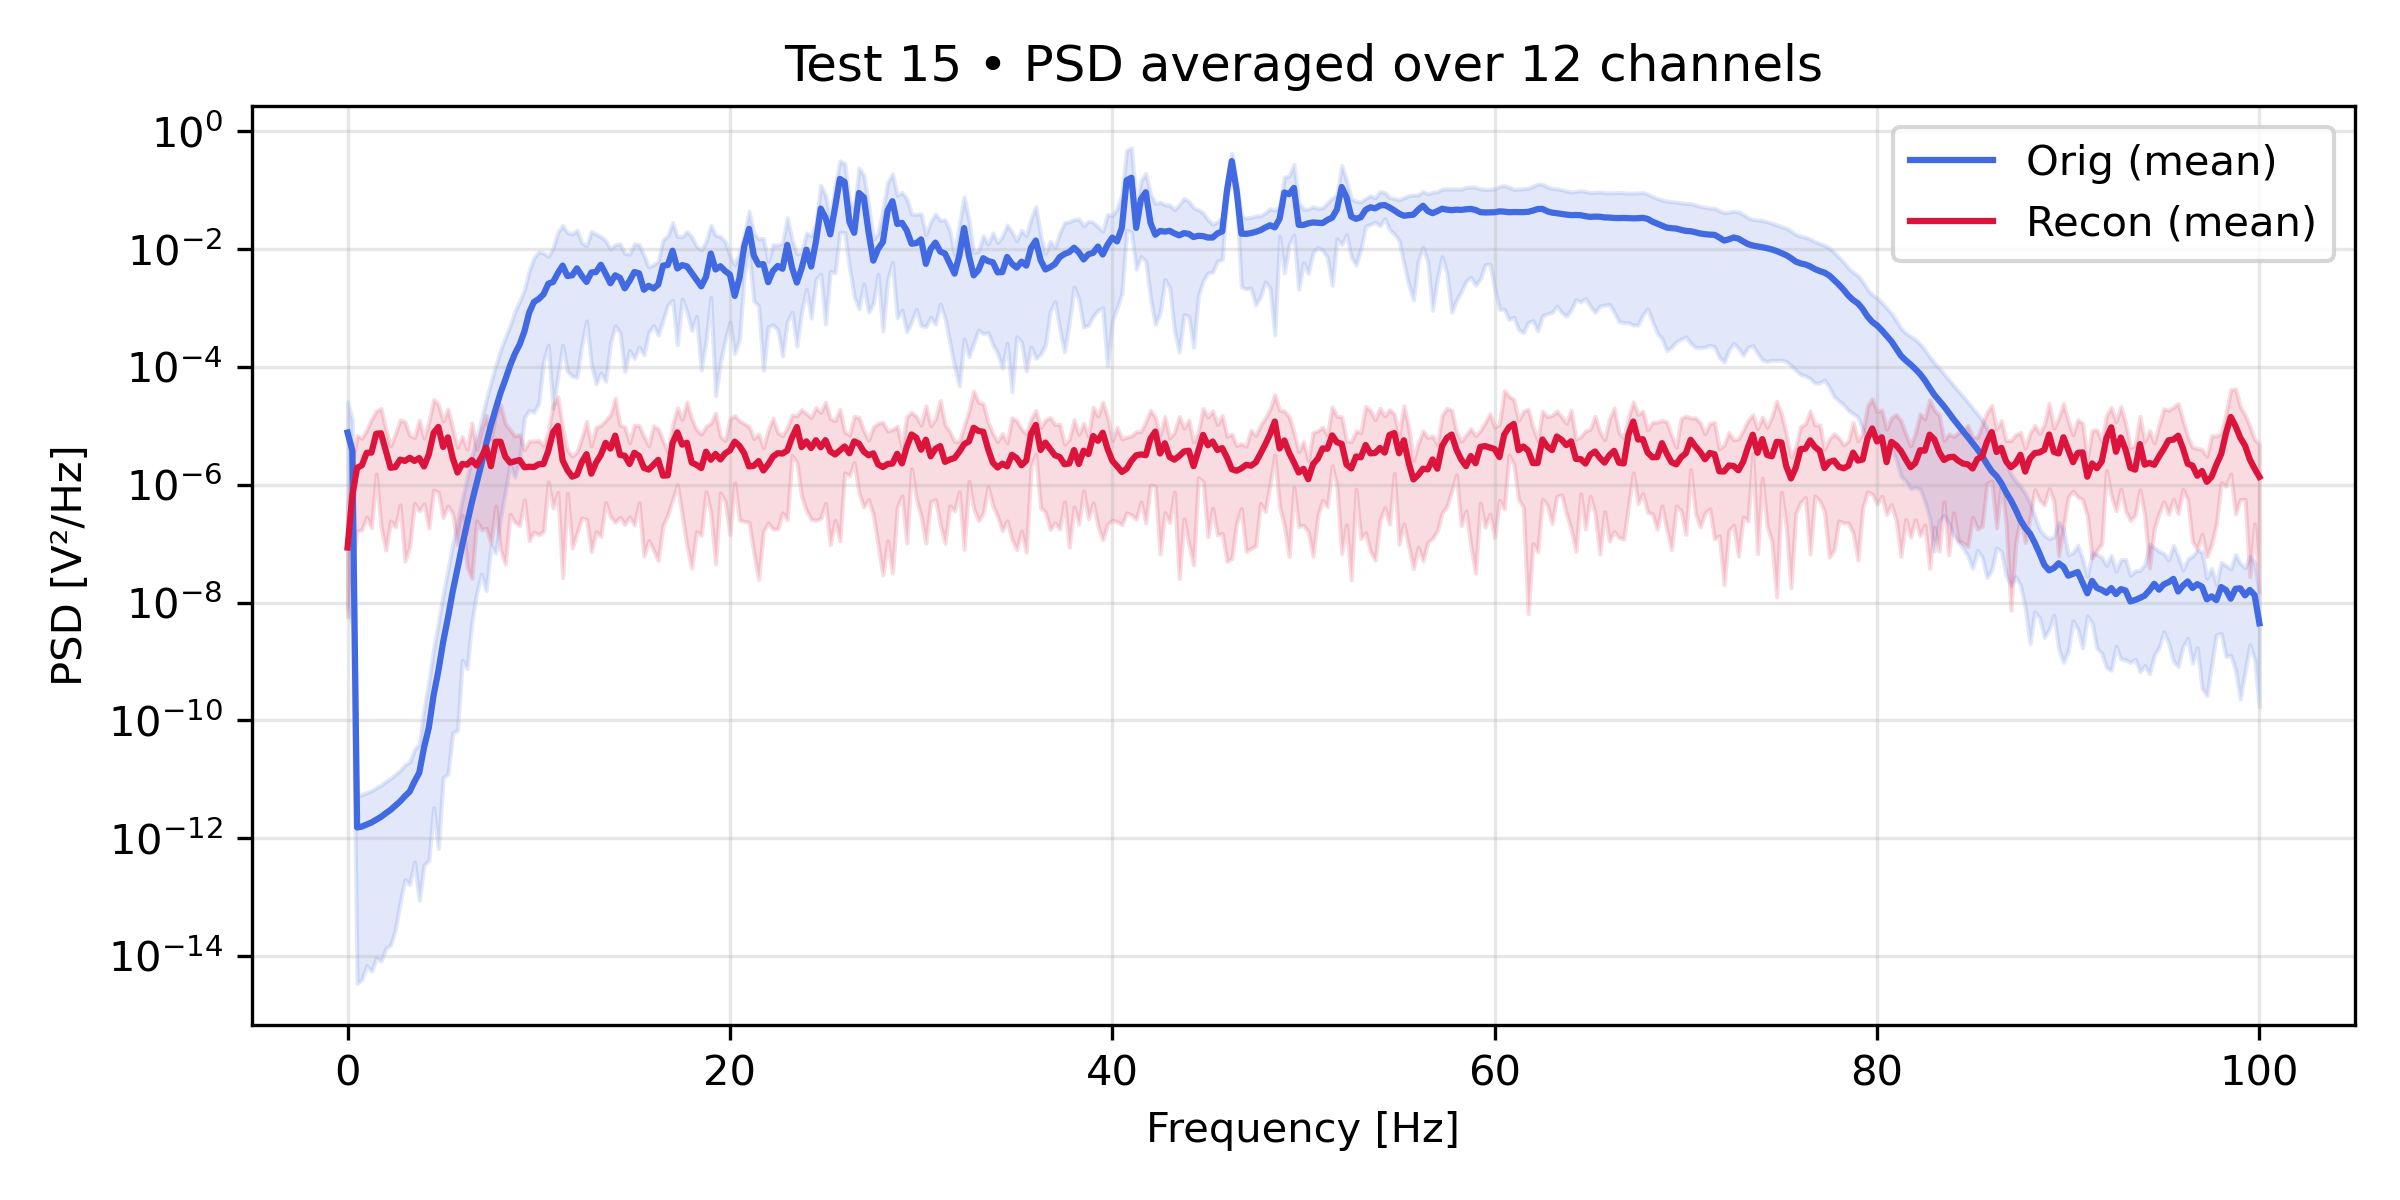 Test 15 • PSD averaged over 12 channels
PSD [V²/Hz]
10⁰
10⁻²
10⁻⁴
10⁻⁶
10⁻⁸
10⁻¹⁰
10⁻¹²
10⁻¹⁴
Orig (mean)
Recon (mean)
0 20 40 60 80 100
Frequency [Hz]